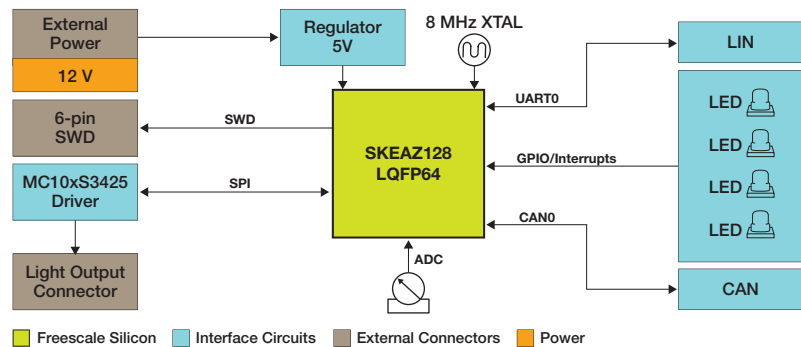 External
Power
12 V
Regulator
5V
8 MHz XTAL
LIN
UART0
6-pin
SWD
SWD
SKEAZ128
LQFP64
LED
LED
LED
LED
GPIO/Interrupts
MC10xS3425
Driver
SPI
CAN0
ADC
Light Output
Connector
CAN
Freescale Silicon
Interface Circuits
External Connectors
Power